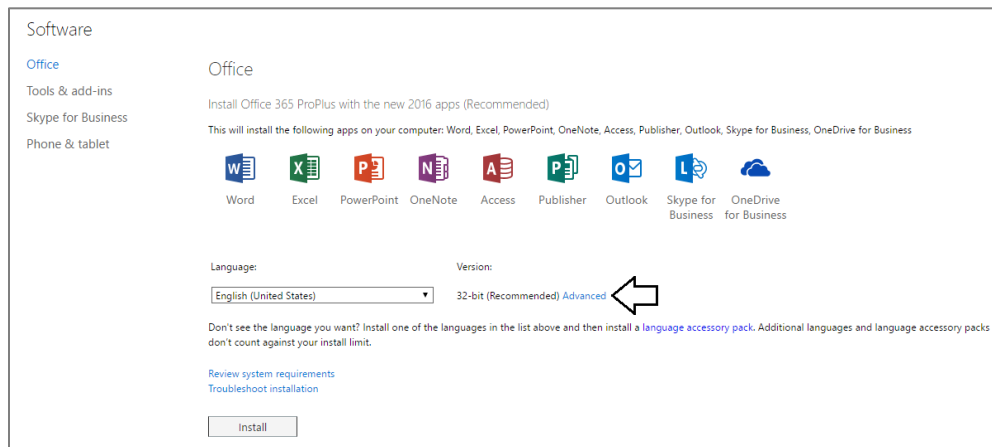 Software
Office
Tools & add-ins
Skype for Business
Phone & tablet
Office
Install Office 365 ProPlus with the new 2016 apps (Recommended)
This will install the following apps on your computer: Word, Excel, PowerPoint, OneNote, Access, Publisher, Outlook, Skype for Business, OneDrive for Business
Word Excel PowerPoint OneNote Access Publisher Outlook Skype for Business OneDrive for Business
Language: Version:
English (United States) 32-bit (Recommended) Advanced
Don't see the language you want? Install one of the languages in the list above and then install a language accessory pack. Additional languages and language accessory packs
don't count against your install limit.
Review system requirements
Troubleshoot installation
Install